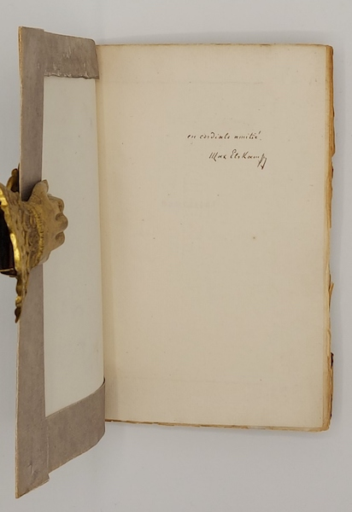 en cordiale amitié.
Max Elskamp